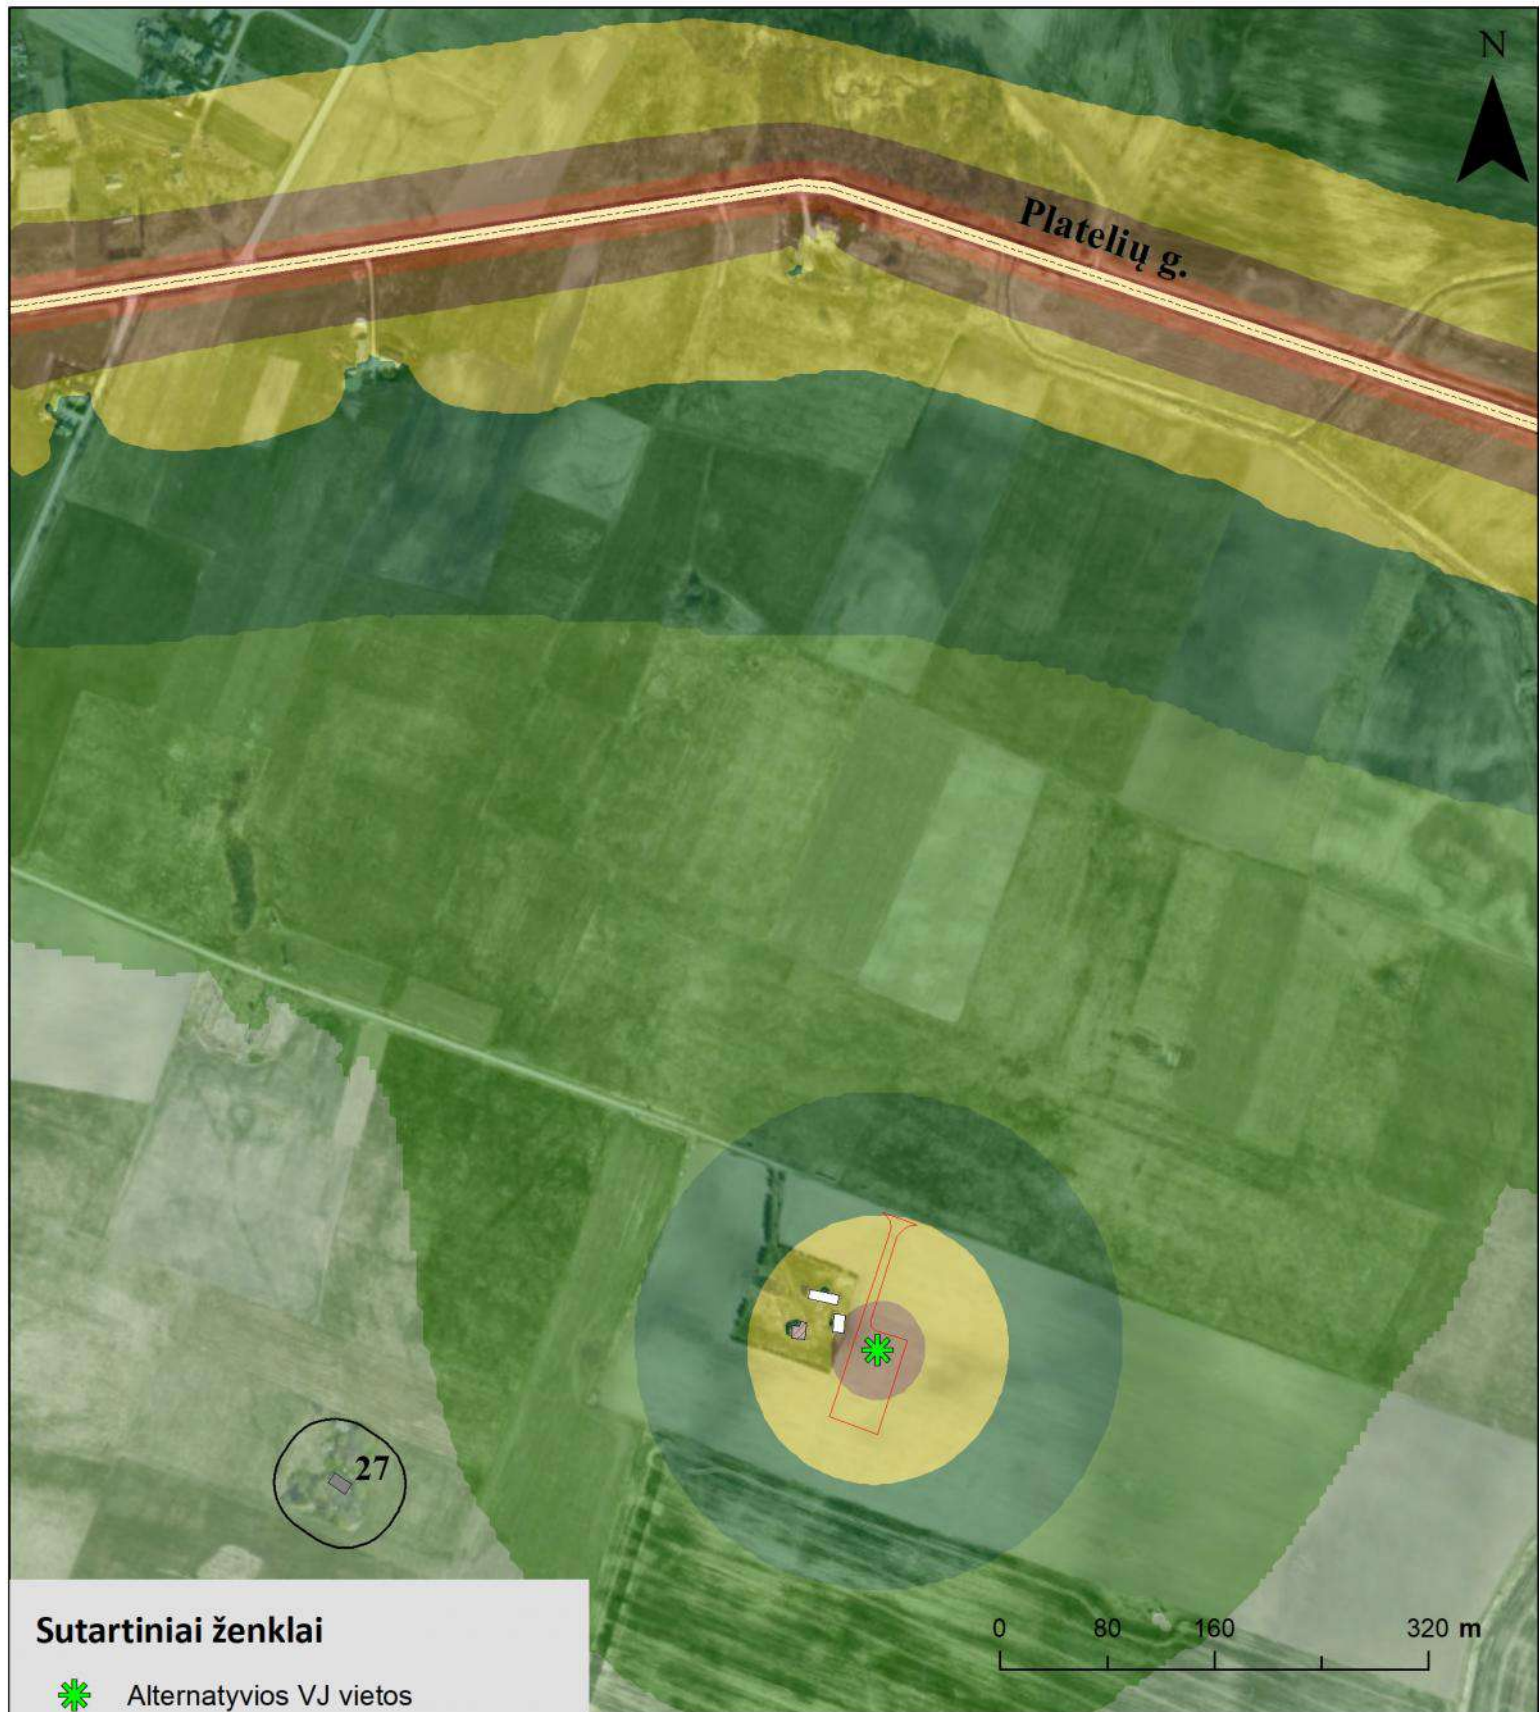 N
Platelių g.
27
Sutartiniai ženklai
Alternatyvios VJ vietos
0 80 160 320 m